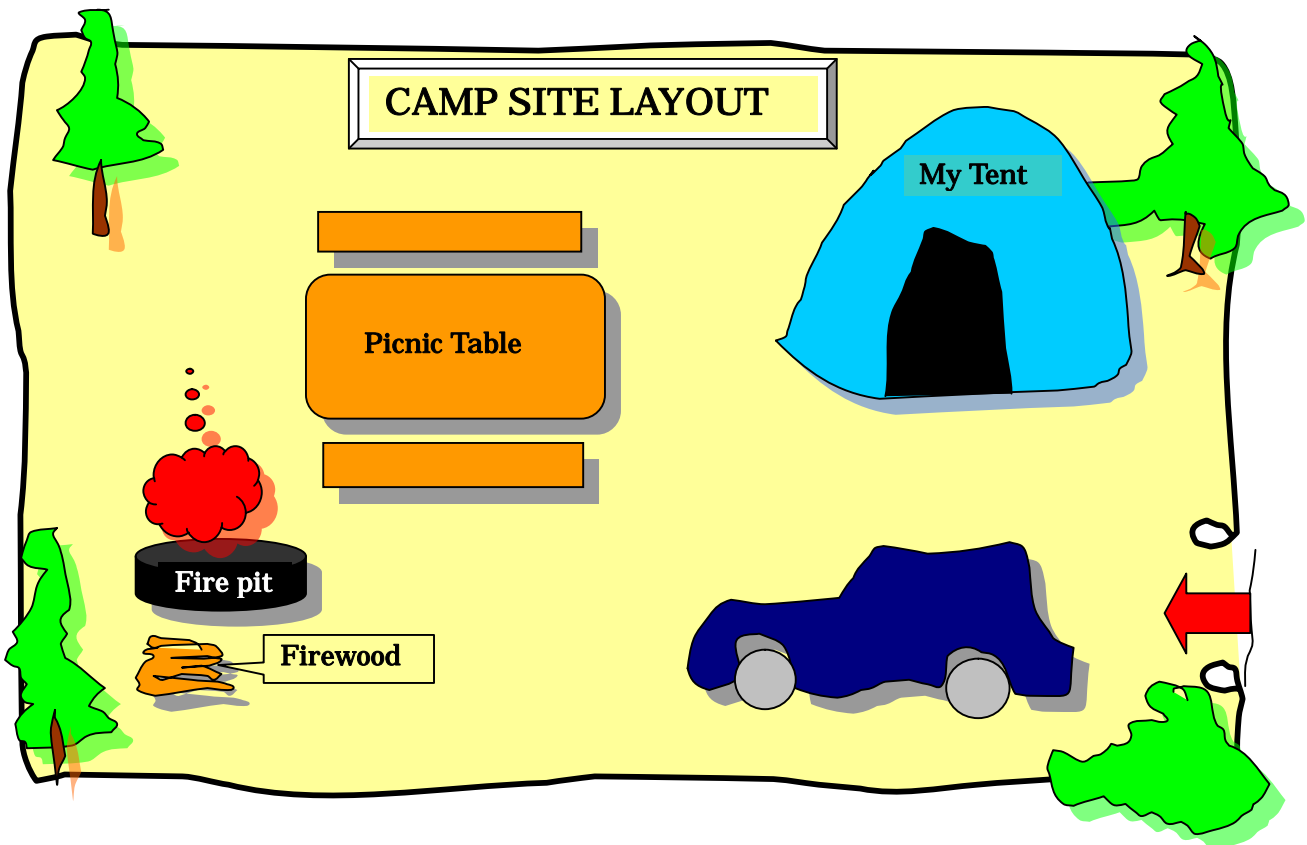 CAMP SITE LAYOUT
My Tent
Picnic Table
Fire pit
Firewood